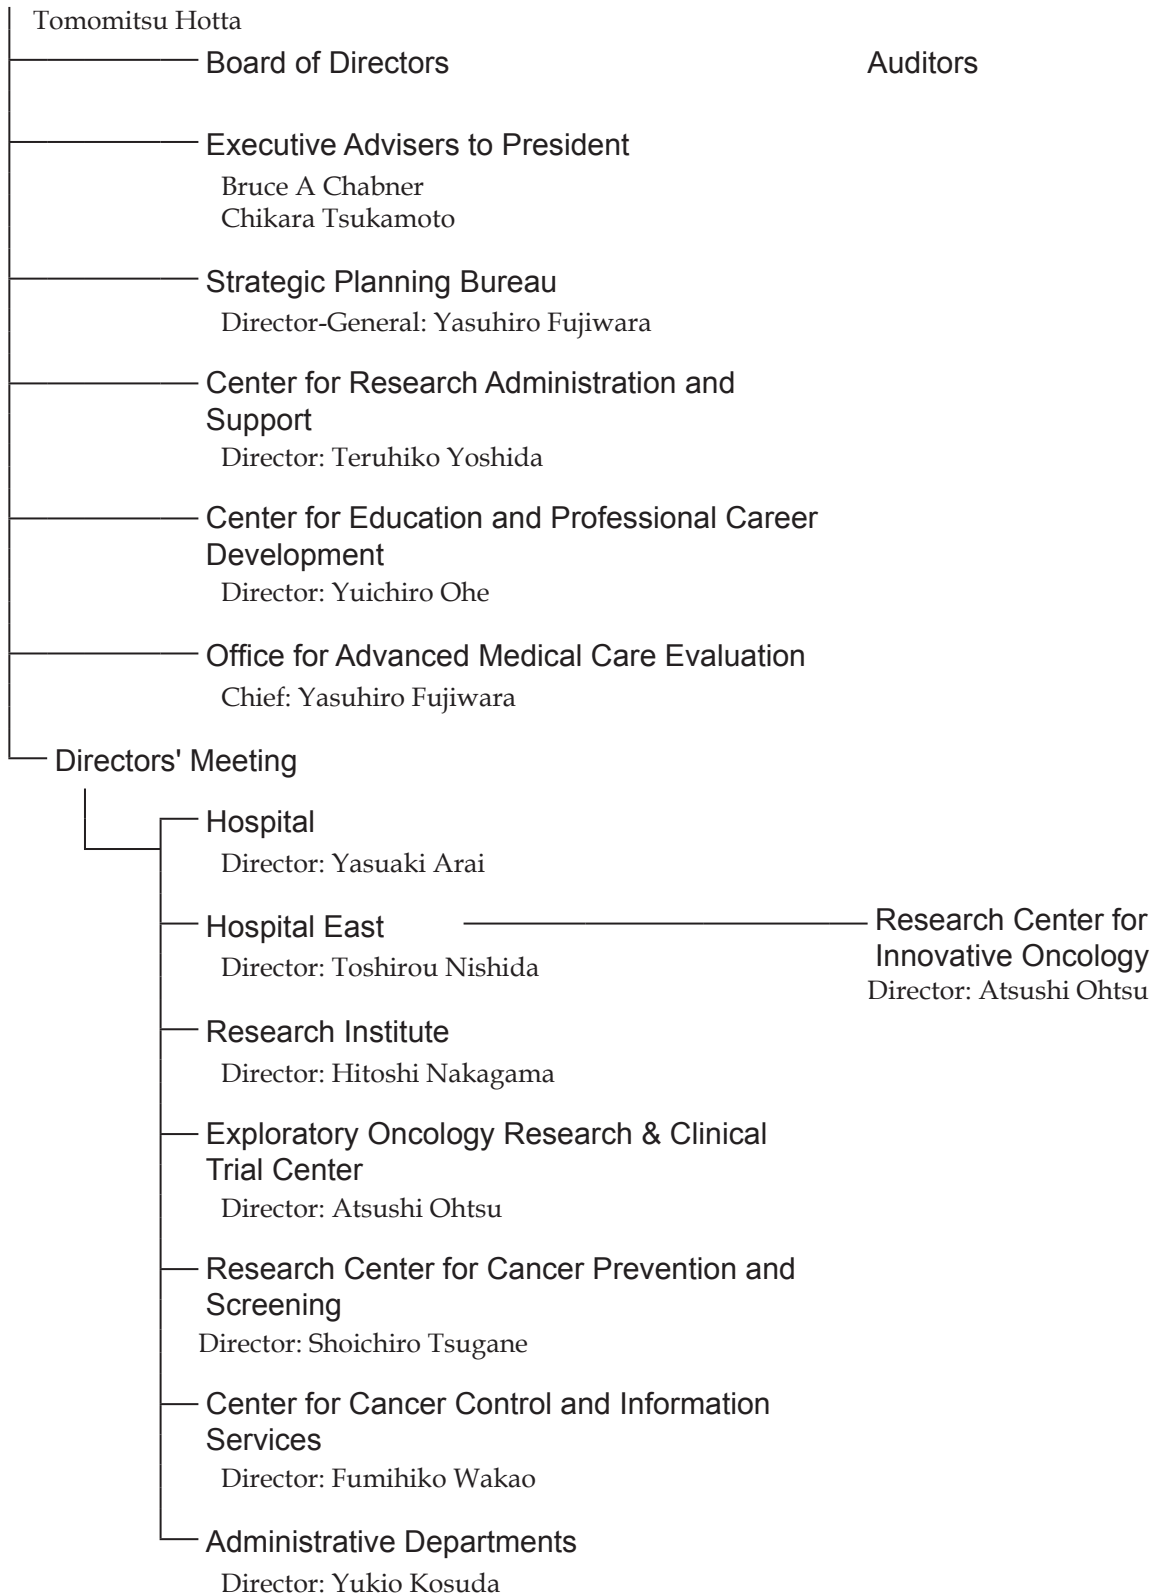 Tomomitsu Hotta
Board of Directors
Auditors
Executive Advisers to President
Bruce A Chabner
Chikara Tsukamoto
Strategic Planning Bureau
Director-General: Yasuhiro Fujiwara
Center for Research Administration and
Support
Director: Teruhiko Yoshida
Center for Education and Professional Career
Development
Director: Yuichiro Ohe
Office for Advanced Medical Care Evaluation
Chief: Yasuhiro Fujiwara
Directors' Meeting
Hospital
Director: Yasuaki Arai
Hospital East
Director: Toshirou Nishida
Research Center for
Innovative Oncology
Director: Atsushi Ohtsu
Research Institute
Director: Hitoshi Nakagama
Exploratory Oncology Research & Clinical
Trial Center
Director: Atsushi Ohtsu
Research Center for Cancer Prevention and
Screening
Director: Shoichiro Tsugane
Center for Cancer Control and Information
Services
Director: Fumihiko Wakao
Administrative Departments
Director: Yukio Kosuda